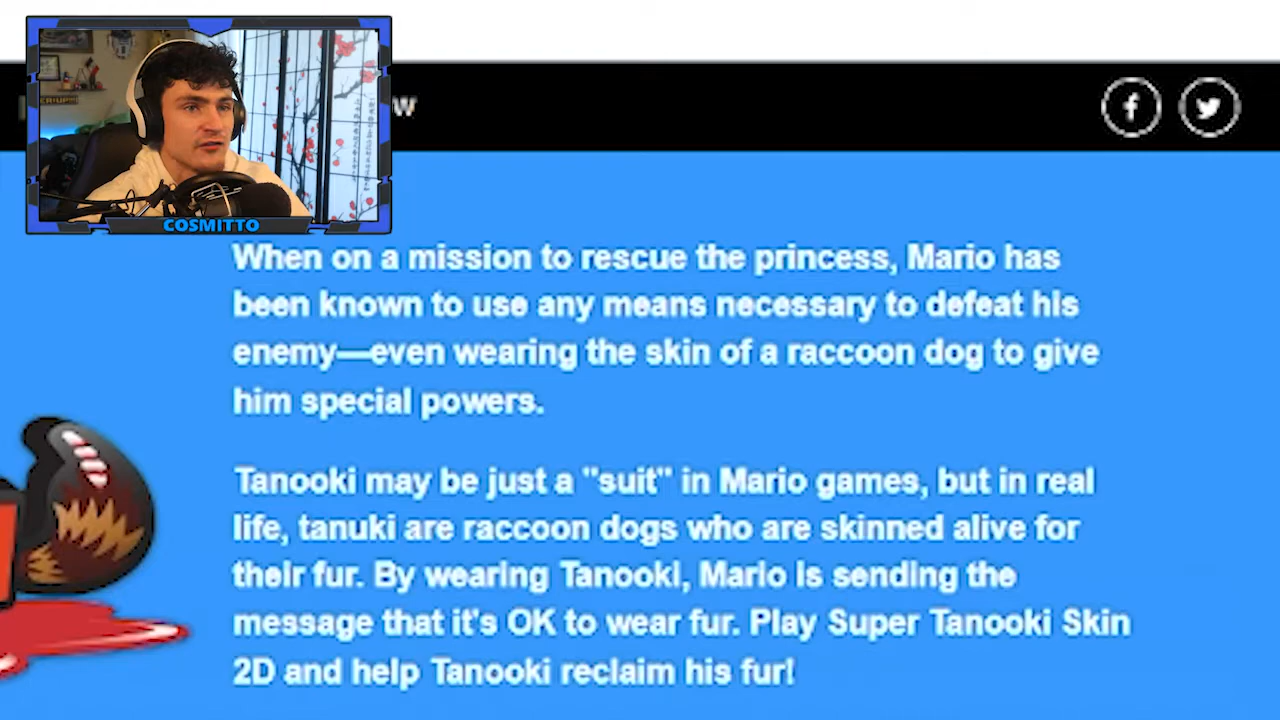 w
COSMITTO
When on a mission to rescue the princess, Mario has
been known to use any means necessary to defeat his
enemy—even wearing the skin of a raccoon dog to give
him special powers.
Tanooki may be just a "suit" in Mario games, but in real
life, tanuki are raccoon dogs who are skinned alive for
their fur. By wearing Tanooki, Mario is sending the
message that it's OK to wear fur. Play Super Tanooki Skin
2D and help Tanooki reclaim his fur!